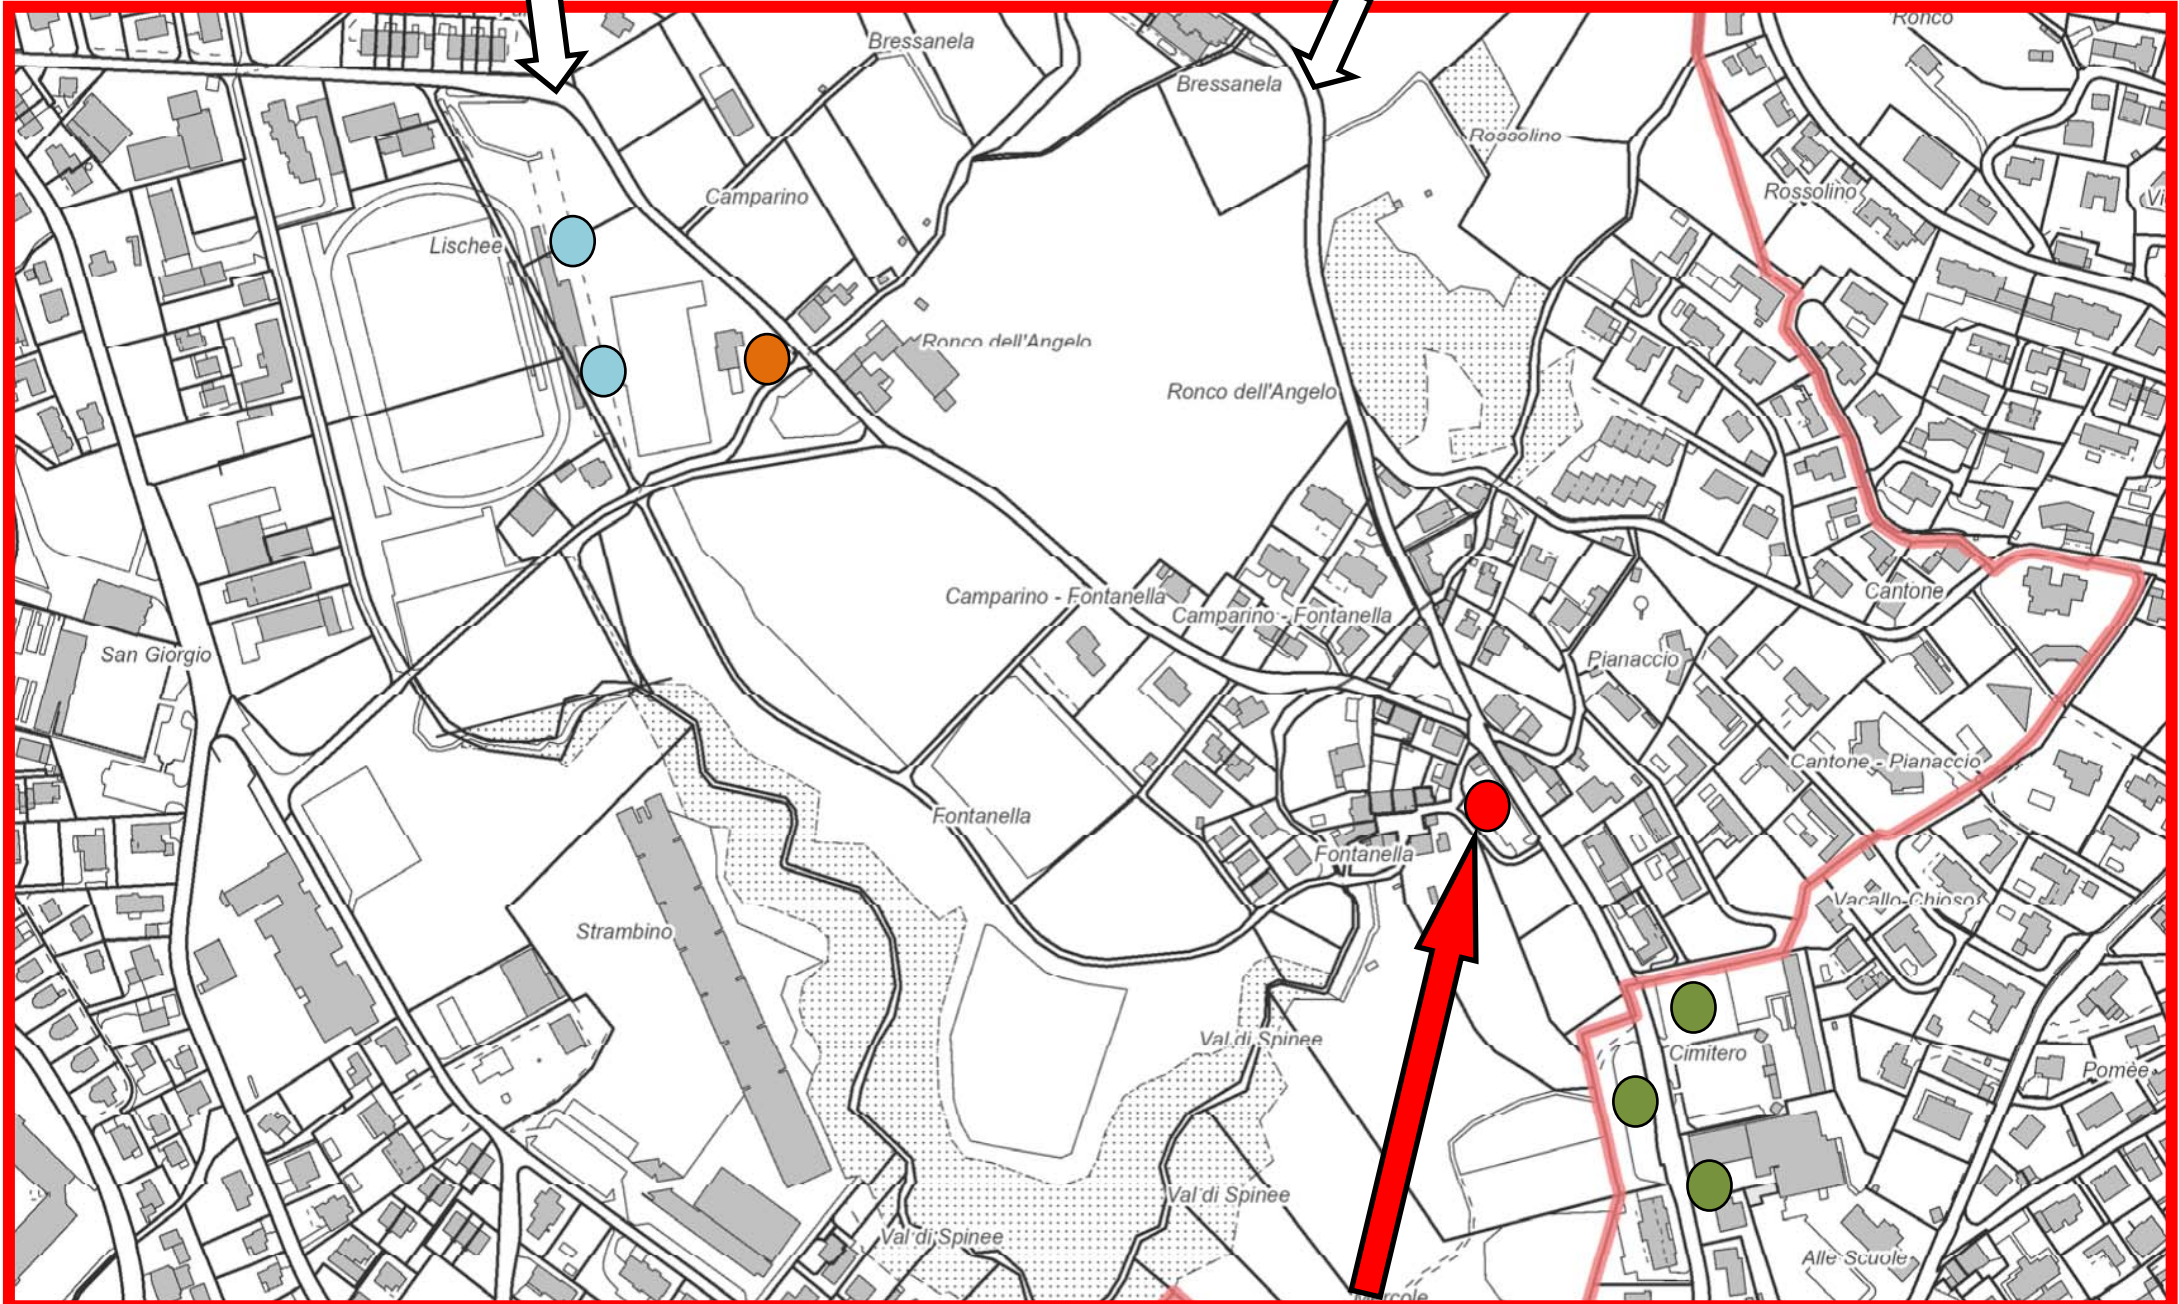 Ronco
Bressanela
Bressanela
Rossolino
Rossolino
Camparino
Lischee
Ronco dell'Angelo
Ronco dell'Angelo
Cantone
Camparino - Fontanella
Camparino - Fontanella
San Giorgio
Pianaccio
Cantone - Pianaccio
Fontanella
Fontanella
Vacallo-Chioso
Strambino
Val di Spinee
Cimitero
Pomèe
Val di Spinee
Val di Spinee
Alle Scuole